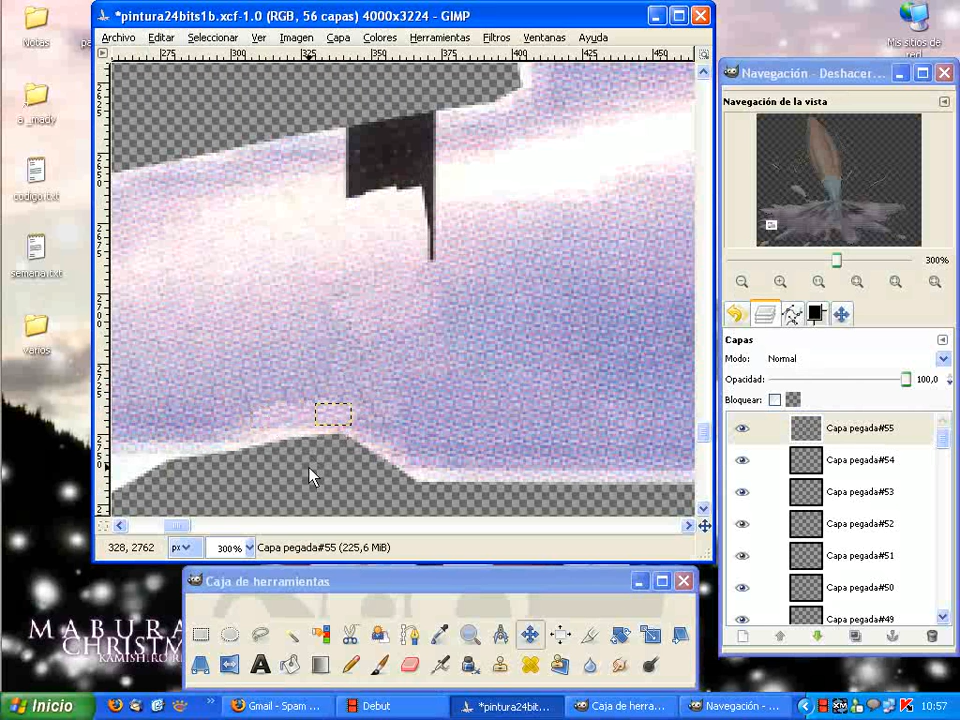 Notas
a _mady
codigo.txt
semana.txt
varios
Mis sitios de red
*pintura24bits1b.xcf-1.0 (RGB, 56 capas) 4000x3224 - GIMP
Archivo Editar Seleccionar Ver Imagen Capa Colores Herramientas Filtros Ventanas Ayuda
275 300 325 350 375 400 425 450
328, 2762 px 300% Capa pegada#55 (225,6 MiB)
Navegación - Deshacer...
Navegación de la vista
300%
Capas
Modo: Normal
Opacidad: 100,0
Bloquear:
Capa pegada#55
Capa pegada#54
Capa pegada#53
Capa pegada#52
Capa pegada#51
Capa pegada#50
Capa pegada#49
Caja de herramientas
MABURA
CHRISTM
KAMISH.RO
Inicio
Gmail - Spam ...
Debut
*pintura24bit...
Caja de herra...
Navegación - ...
10:57